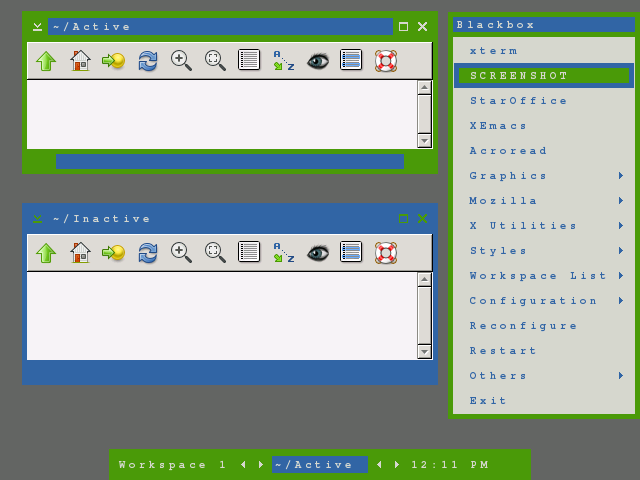 ~/Active
A
Z
~/Inactive
A
Z
Blackbox
xterm
SCREENSHOT
StarOffice
XEmacs
Acroread
Graphics
Mozilla
X Utilities
Styles
Workspace List
Configuration
Reconfigure
Restart
Others
Exit
Workspace 1 ~/Active 12:11 PM